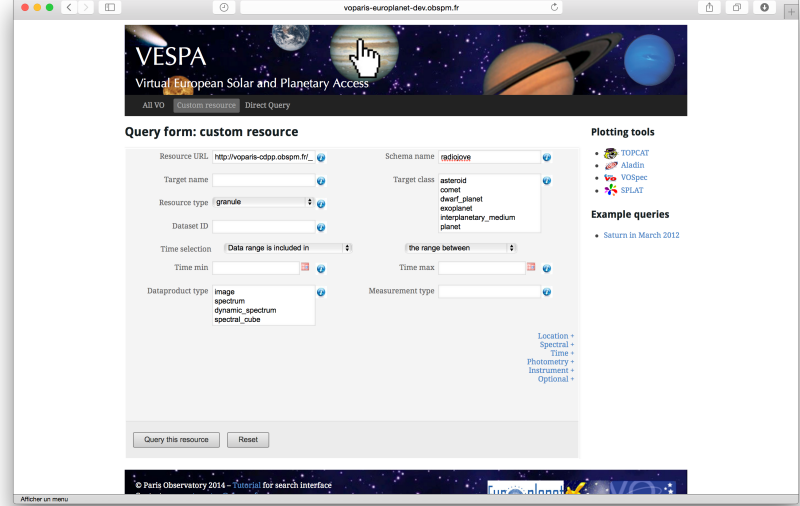 voparis-europlanet-dev.obspm.fr
VESPA
Virtual European Solar and Planetary Access
All VO Custom resource Direct Query
Query form: custom resource
Resource URL http://voparis-cdpp.obspm.fr/_ Schema name radiojove
Target name Target class asteroid
comet
dwarf_planet
exoplanet
interplanetary_medium
planet
Resource type granule
Dataset ID
Time selection Data range is included in the range between
Time min Time max
Dataproduct type image
spectrum
dynamic_spectrum
spectral_cube
Measurement type
Location +
Spectral +
Time +
Photometry +
Instrument +
Optional +
Query this resource Reset
Plotting tools
TOPCAT
Aladin
VOSpec
SPLAT
Example queries
Saturn in March 2012
© Paris Observatory 2014 – Tutorial for search interface
Afficher un menu